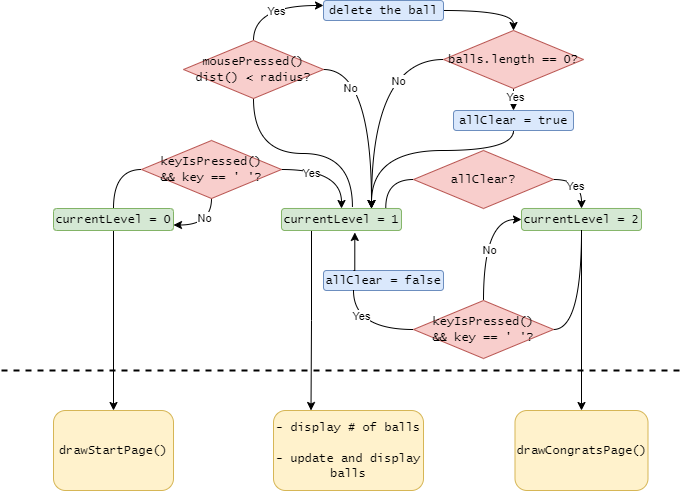 Yes
delete the ball
mousePressed()
dist() < radius?
No
No
balls.length == 0?
Yes
allClear = true
keyIsPressed()
&& key == ' '?
Yes
allClear?
Yes
No
currentLevel = 0
currentLevel = 1
currentLevel = 2
No
allClear = false
Yes
keyIsPressed()
&& key == ' '?
drawStartPage()
- display # of balls
- update and display
balls
drawCongratsPage()